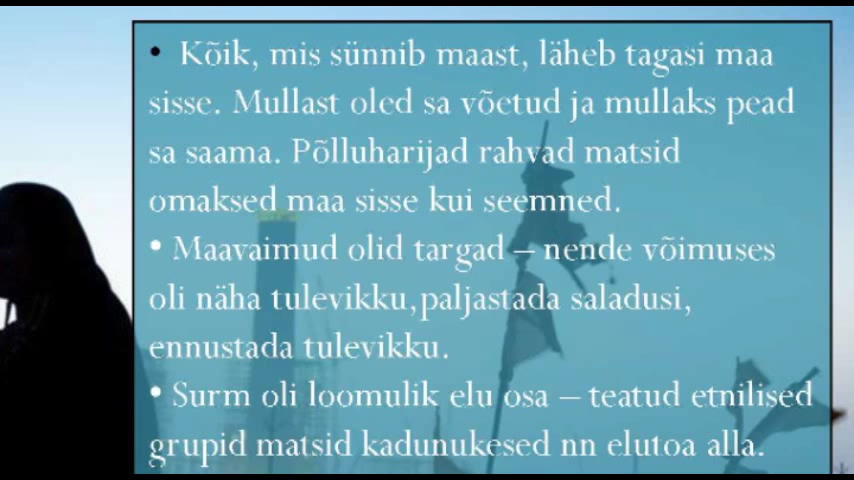 • Kõik, mis sünnib maast, läheb tagasi maa
sisse. Mullast oled sa võetud ja mullaks pead
sa saama. Põlluharijad rahvad matsid
omaksed maa sisse kui seemned.
• Maavaimud olid targad – nende võimuses
oli näha tulevikku,paljastada saladusi,
ennustada tulevikku.
• Surm oli loomulik elu osa – teatud etnilised
grupid matsid kadunukesed nn elutoa alla.